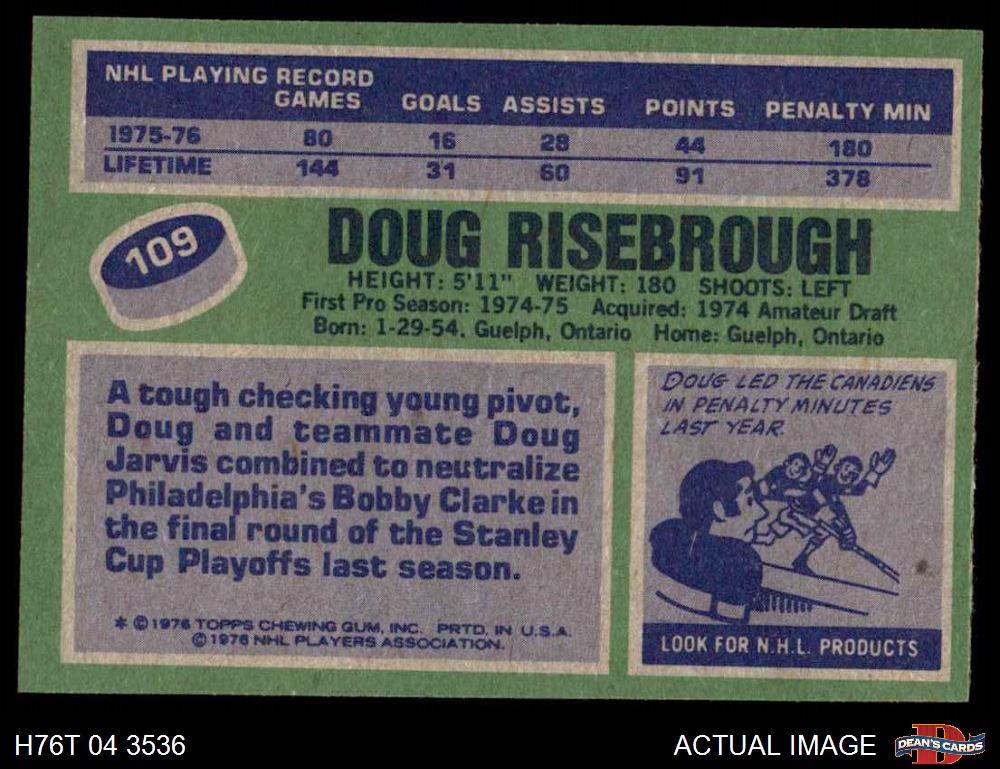 NHL PLAYING RECORD
GAMES GOALS ASSISTS POINTS PENALTY MIN
1975-76 80 16 28 44 180
LIFETIME 144 31 60 91 378
109
DOUG RISEBROUGH
HEIGHT: 5'11" WEIGHT: 180 SHOOTS: LEFT
First Pro Season: 1974-75 Acquired: 1974 Amateur Draft
Born: 1-29-54. Guelph, Ontario Home: Guelph, Ontario
A tough checking young pivot,
Doug and teammate Doug
Jarvis combined to neutralize
Philadelphia's Bobby Clarke in
the final round of the Stanley
Cup Playoffs last season.
* © 1976 TOPPS CHEWING GUM, INC. PRTD. IN U.S.A.
© 1976 NHL PLAYERS ASSOCIATION.
DOUG LED THE CANADIENS
IN PENALTY MINUTES
LAST YEAR.
LOOK FOR N.H.L. PRODUCTS
H76T 04 3536
ACTUAL IMAGE
D
DEAN'S CARDS